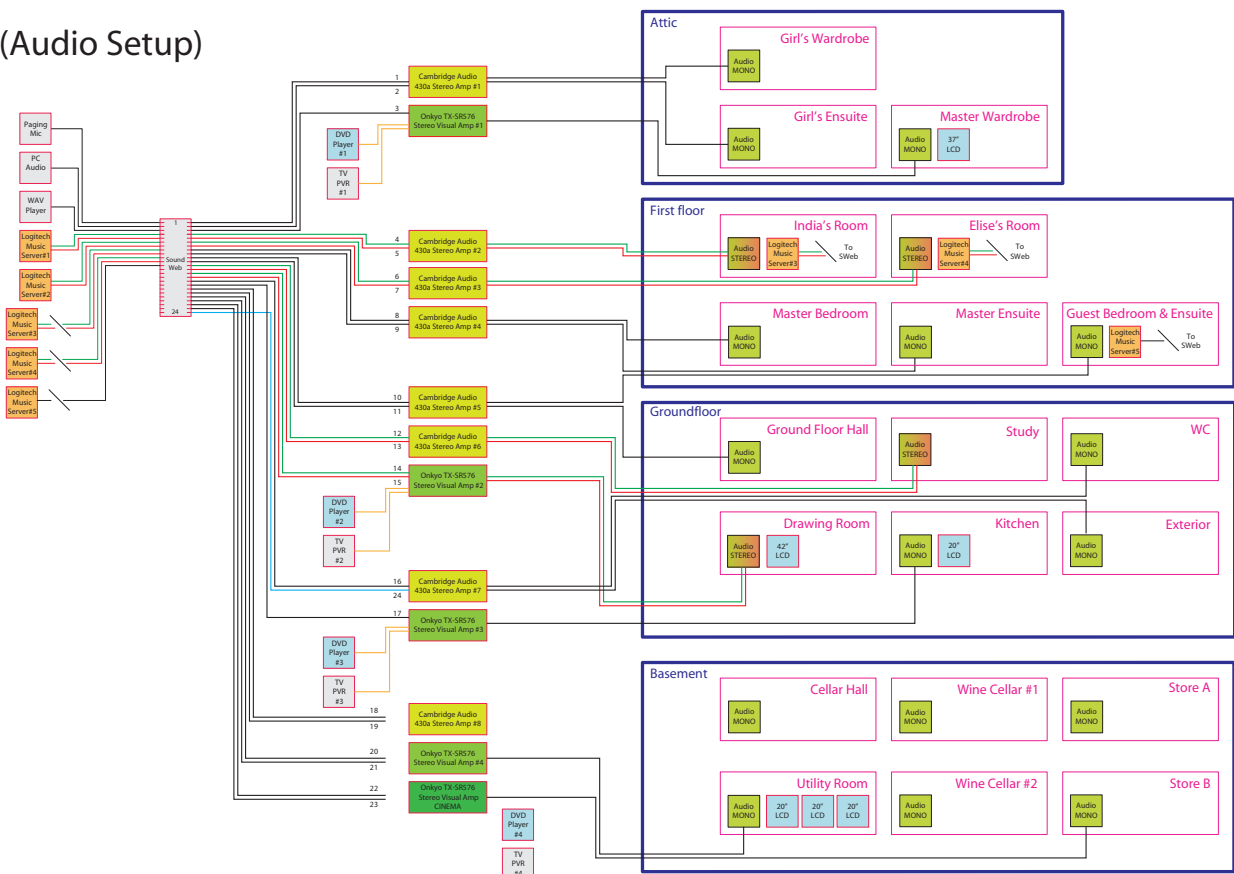 (Audio Setup)
Paging
Mic
PC
Audio
WAV
Player
Logitech
Music
Server#1
Logitech
Music
Server#2
Logitech
Music
Server#3
Logitech
Music
Server#4
Logitech
Music
Server#5
1
Sound
Web
24
1
2
Cambridge Audio
430a Stereo Amp #1
3
Onkyo TX-SR576
Stereo Visual Amp #1
DVD
Player
#1
TV
PVR
#1
4
5
Cambridge Audio
430a Stereo Amp #2
6
7
Cambridge Audio
430a Stereo Amp #3
8
9
Cambridge Audio
430a Stereo Amp #4
10
11
Cambridge Audio
430a Stereo Amp #5
12
13
Cambridge Audio
430a Stereo Amp #6
14
15
Onkyo TX-SR576
Stereo Visual Amp #2
DVD
Player
#2
TV
PVR
#2
16
24
Cambridge Audio
430a Stereo Amp #7
17
Onkyo TX-SR576
Stereo Visual Amp #3
DVD
Player
#3
TV
PVR
#3
18
19
Cambridge Audio
430a Stereo Amp #8
20
21
Onkyo TX-SR576
Stereo Visual Amp #4
22
23
Onkyo TX-SR576
Stereo Visual Amp
CINEMA
DVD
Player
#4
TV
PVR
#4
Attic
Girl's Wardrobe
Audio
MONO
Girl's Ensuite
Audio
MONO
Master Wardrobe
Audio
MONO
37"
LCD
First floor
India's Room
Audio
STEREO
Logitech
Music
Server#3
To
SWeb
Elise's Room
Audio
STEREO
Logitech
Music
Server#4
To
SWeb
Master Bedroom
Audio
MONO
Master Ensuite
Audio
MONO
Guest Bedroom & Ensuite
Audio
MONO
Logitech
Music
Server#5
To
SWeb
Groundfloor
Ground Floor Hall
Audio
MONO
Study
Audio
STEREO
WC
Audio
MONO
Drawing Room
Audio
STEREO
42"
LCD
Kitchen
Audio
MONO
20"
LCD
Exterior
Audio
MONO
Basement
Cellar Hall
Audio
MONO
Wine Cellar #1
Audio
MONO
Store A
Audio
MONO
Utility Room
Audio
MONO
20"
LCD
20"
LCD
20"
LCD
Wine Cellar #2
Audio
MONO
Store B
Audio
MONO